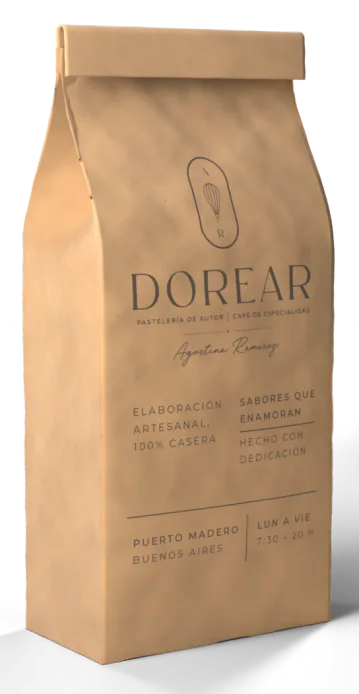 A
R
DOREAR
PASTELERÍA DE AUTOR | CAFÉ DE ESPECIALIDAD
Agustina Ramirez
ELABORACIÓN
ARTESANAL,
100% CASERA
SABORES QUE
ENAMORAN
HECHO CON
DEDICACIÓN
PUERTO MADERO
BUENOS AIRES
LUN A VIE
7:30 - 20 H